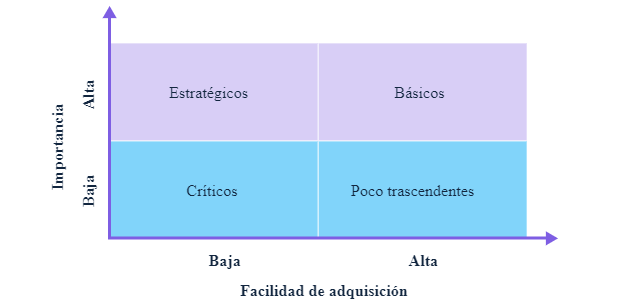 Importancia
Alta
Estratégicos
Básicos
Baja
Críticos
Poco trascendentes
Baja
Alta
Facilidad de adquisición